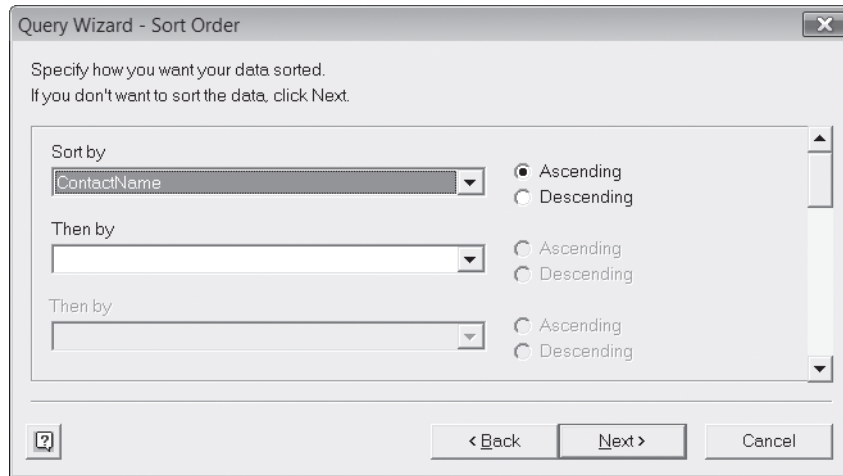 Query Wizard - Sort Order
Specify how you want your data sorted.
If you don't want to sort the data, click Next.
Sort by
ContactName
Ascending
Descending
Then by
Ascending
Descending
Then by
Ascending
Descending
?
< Back
Next >
Cancel